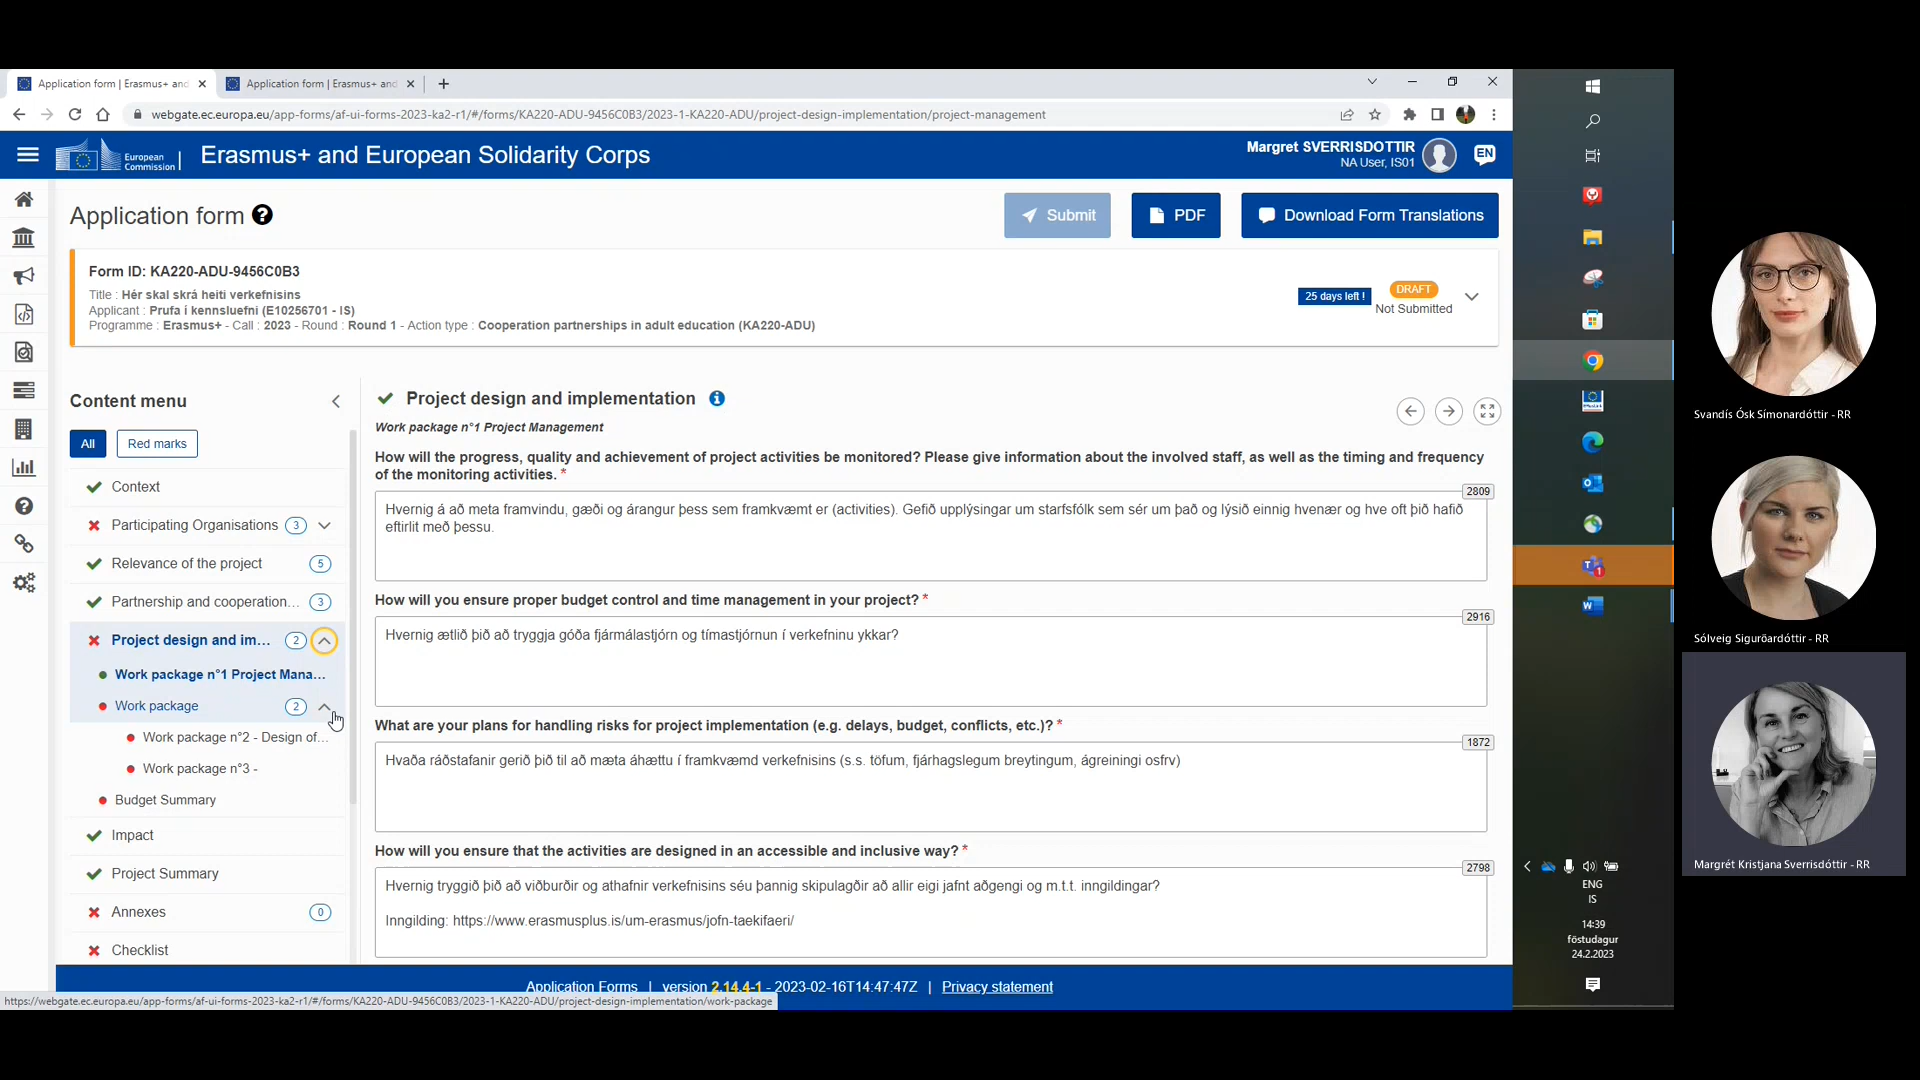 Application form | Erasmus+ and
Application form | Erasmus+ and
webgate.ec.europa.eu/app-forms/af-ui-forms-2023-ka2-r1/#/forms/KA220-ADU-9456C0B3/2023-1-KA220-ADU/project-design-implementation/project-management
European Commission
Erasmus+ and European Solidarity Corps
Margret SVERRISDOTTIR
NA User, IS01
EN
Application form
Submit
PDF
Download Form Translations
Form ID: KA220-ADU-9456C0B3
Title : Hér skal skrá heiti verkefnisins
Applicant : Prufa í kennsluefni (E10256701 - IS)
Programme : Erasmus+ - Call : 2023 - Round : Round 1 - Action type : Cooperation partnerships in adult education (KA220-ADU)
25 days left !
DRAFT
Not Submitted
Content menu
All
Red marks
Context
Participating Organisations 3
Relevance of the project 5
Partnership and cooperation... 3
Project design and im... 2
Work package n°1 Project Mana...
Work package 2
Work package n°2 - Design of...
Work package n°3 -
Budget Summary
Impact
Project Summary
Annexes 0
Checklist
Project design and implementation
Work package n°1 Project Management
How will the progress, quality and achievement of project activities be monitored? Please give information about the involved staff, as well as the timing and frequency
of the monitoring activities. *
2809
Hvernig á að meta framvindu, gæði og árangur þess sem framkvæmt er (activities). Gefið upplýsingar um starfsfólk sem sér um það og lýsið einnig hvenær og hve oft þið hafið
eftirlit með þessu.
How will you ensure proper budget control and time management in your project? *
2916
Hvernig ætlið þið að tryggja góða fjármálastjórn og tímastjórnun í verkefninu ykkar?
What are your plans for handling risks for project implementation (e.g. delays, budget, conflicts, etc.)? *
1872
Hvaða ráðstafanir gerið þið til að mæta áhættu í framkvæmd verkefnisins (s.s. töfum, fjárhagslegum breytingum, ágreiningi osfrv)
How will you ensure that the activities are designed in an accessible and inclusive way? *
2798
Hvernig tryggið þið að viðburðir og athafnir verkefnisins séu þannig skipulagðir að allir eigi jafnt aðgengi og m.t.t. inngildingar?
Inngilding: https://www.erasmusplus.is/um-erasmus/jofn-taekifaeri/
Application Forms | version 2.14.4-1 - 2023-02-16T14:47:47Z | Privacy statement
https://webgate.ec.europa.eu/app-forms/af-ui-forms-2023-ka2-r1/#/forms/KA220-ADU-9456C0B3/2023-1-KA220-ADU/project-design-implementation/work-package
ENG
IS
14:39
föstudagur
24.2.2023
Svandís Ósk Símonardóttir - RR
Sólveig Sigurðardóttir - RR
Margrét Kristjana Sverrisdóttir - RR